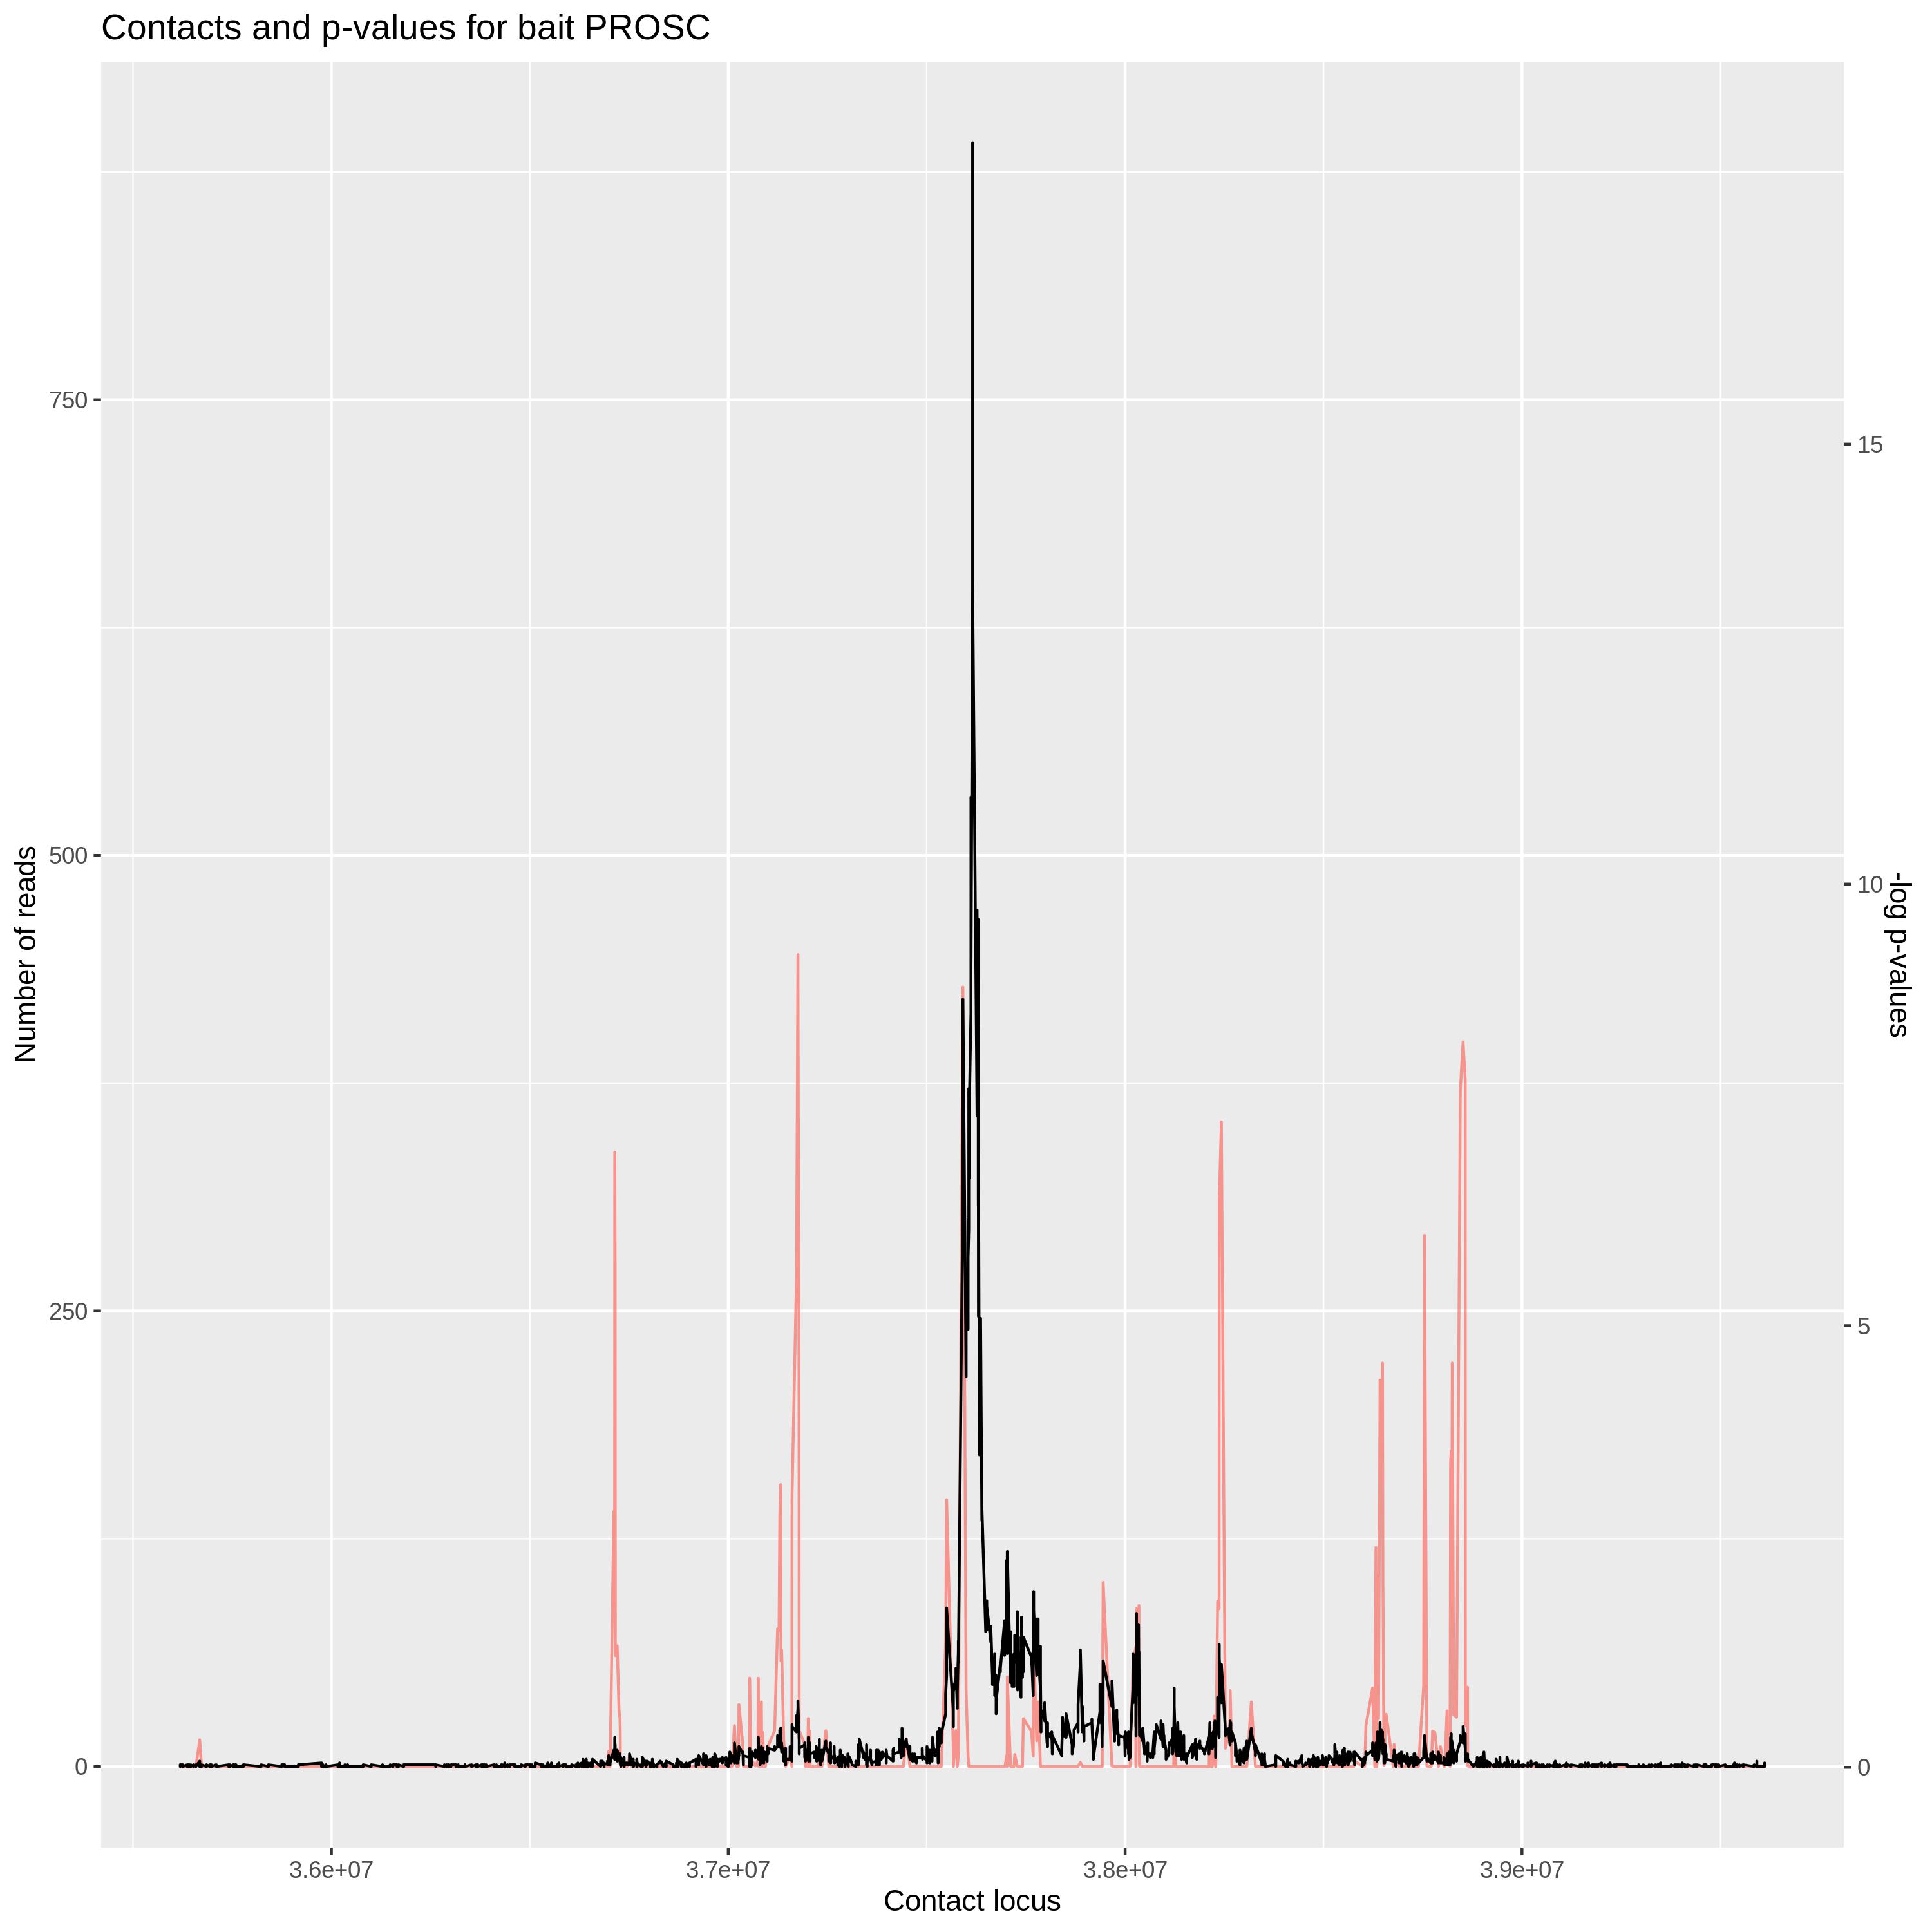 Contacts and p-values for bait PROSC
Number of reads
750
500
250
0
15
10
5
0
-log p-values
3.6e+07
3.7e+07
3.8e+07
3.9e+07
Contact locus